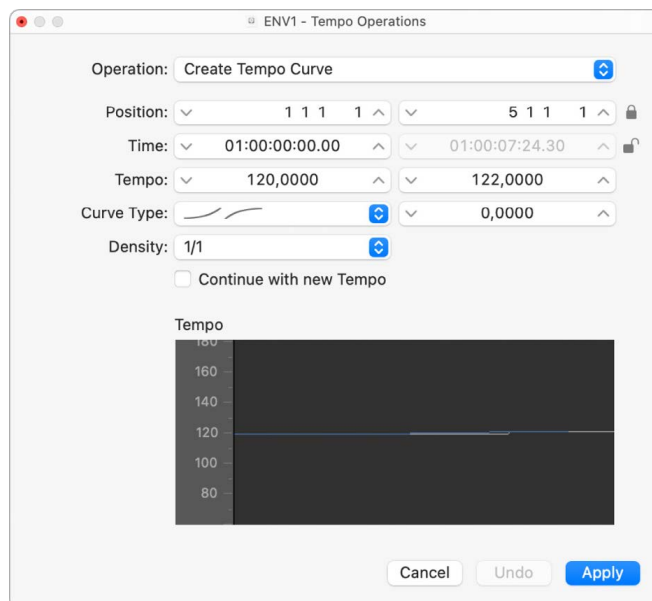 ENV1 - Tempo Operations
Operation: Create Tempo Curve
Position: 1 1 1 1 5 1 1 1
Time: 01:00:00:00.00 01:00:07:24.30
Tempo: 120,0000 122,0000
Curve Type: 0,0000
Density: 1/1
Continue with new Tempo
Tempo
180
160
140
120
100
80
Cancel Undo Apply